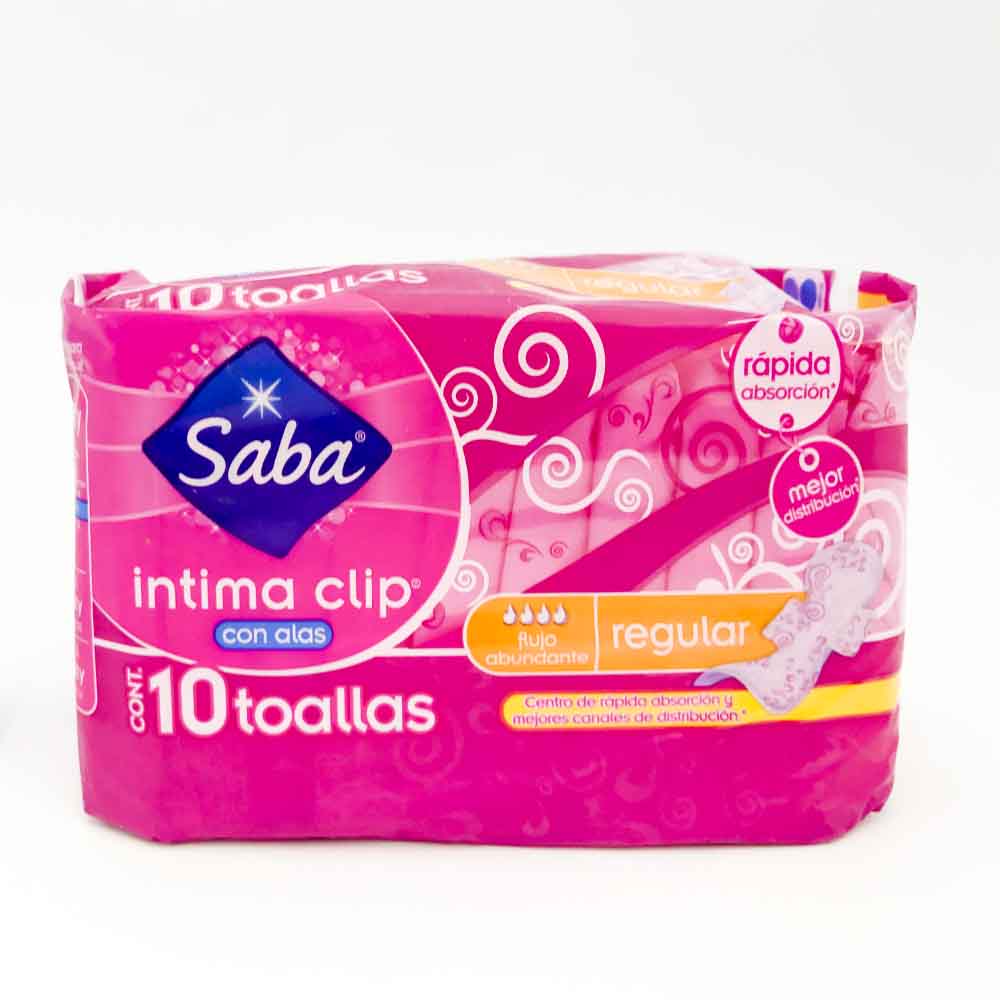 CONT. 10 toallas
regular
rápida
absorción*
Saba®
mejor
distribución*
intima clip®
con alas
flujo
abundante
regular
CONT. 10 toallas
Centro de rápida absorción y
mejores canales de distribución.*